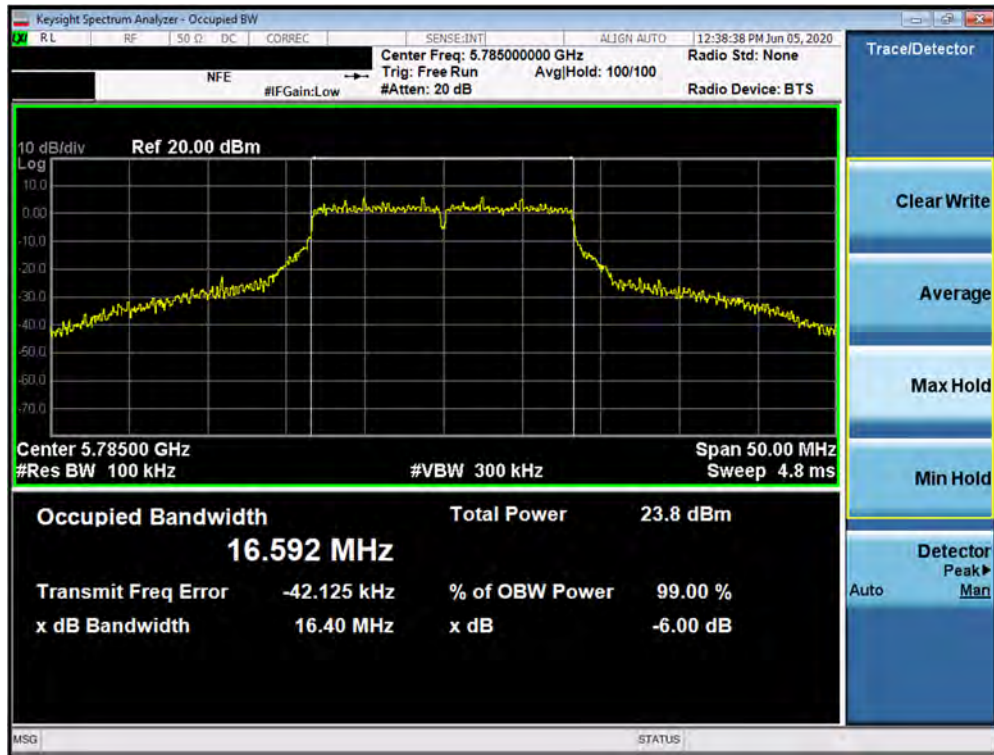 Keysight Spectrum Analyzer - Occupied BW
LXI RL RF 50 Ω DC CORREC SENSE:INT ALIGN AUTO 12:38:38 PM Jun 05, 2020
Center Freq: 5.785000000 GHz Radio Std: None
NFE Trig: Free Run Avg|Hold: 100/100
#IFGain:Low #Atten: 20 dB Radio Device: BTS
10 dB/div Ref 20.00 dBm
Log
10.0
0.00
-10.0
-20.0
-30.0
-40.0
-50.0
-60.0
-70.0
Center 5.78500 GHz Span 50.00 MHz
#Res BW 100 kHz #VBW 300 kHz Sweep 4.8 ms
Occupied Bandwidth Total Power 23.8 dBm
16.592 MHz
Transmit Freq Error -42.125 kHz % of OBW Power 99.00 %
x dB Bandwidth 16.40 MHz x dB -6.00 dB
MSG STATUS
Trace/Detector
Clear Write
Average
Max Hold
Min Hold
Detector
Peak▶
Auto Man